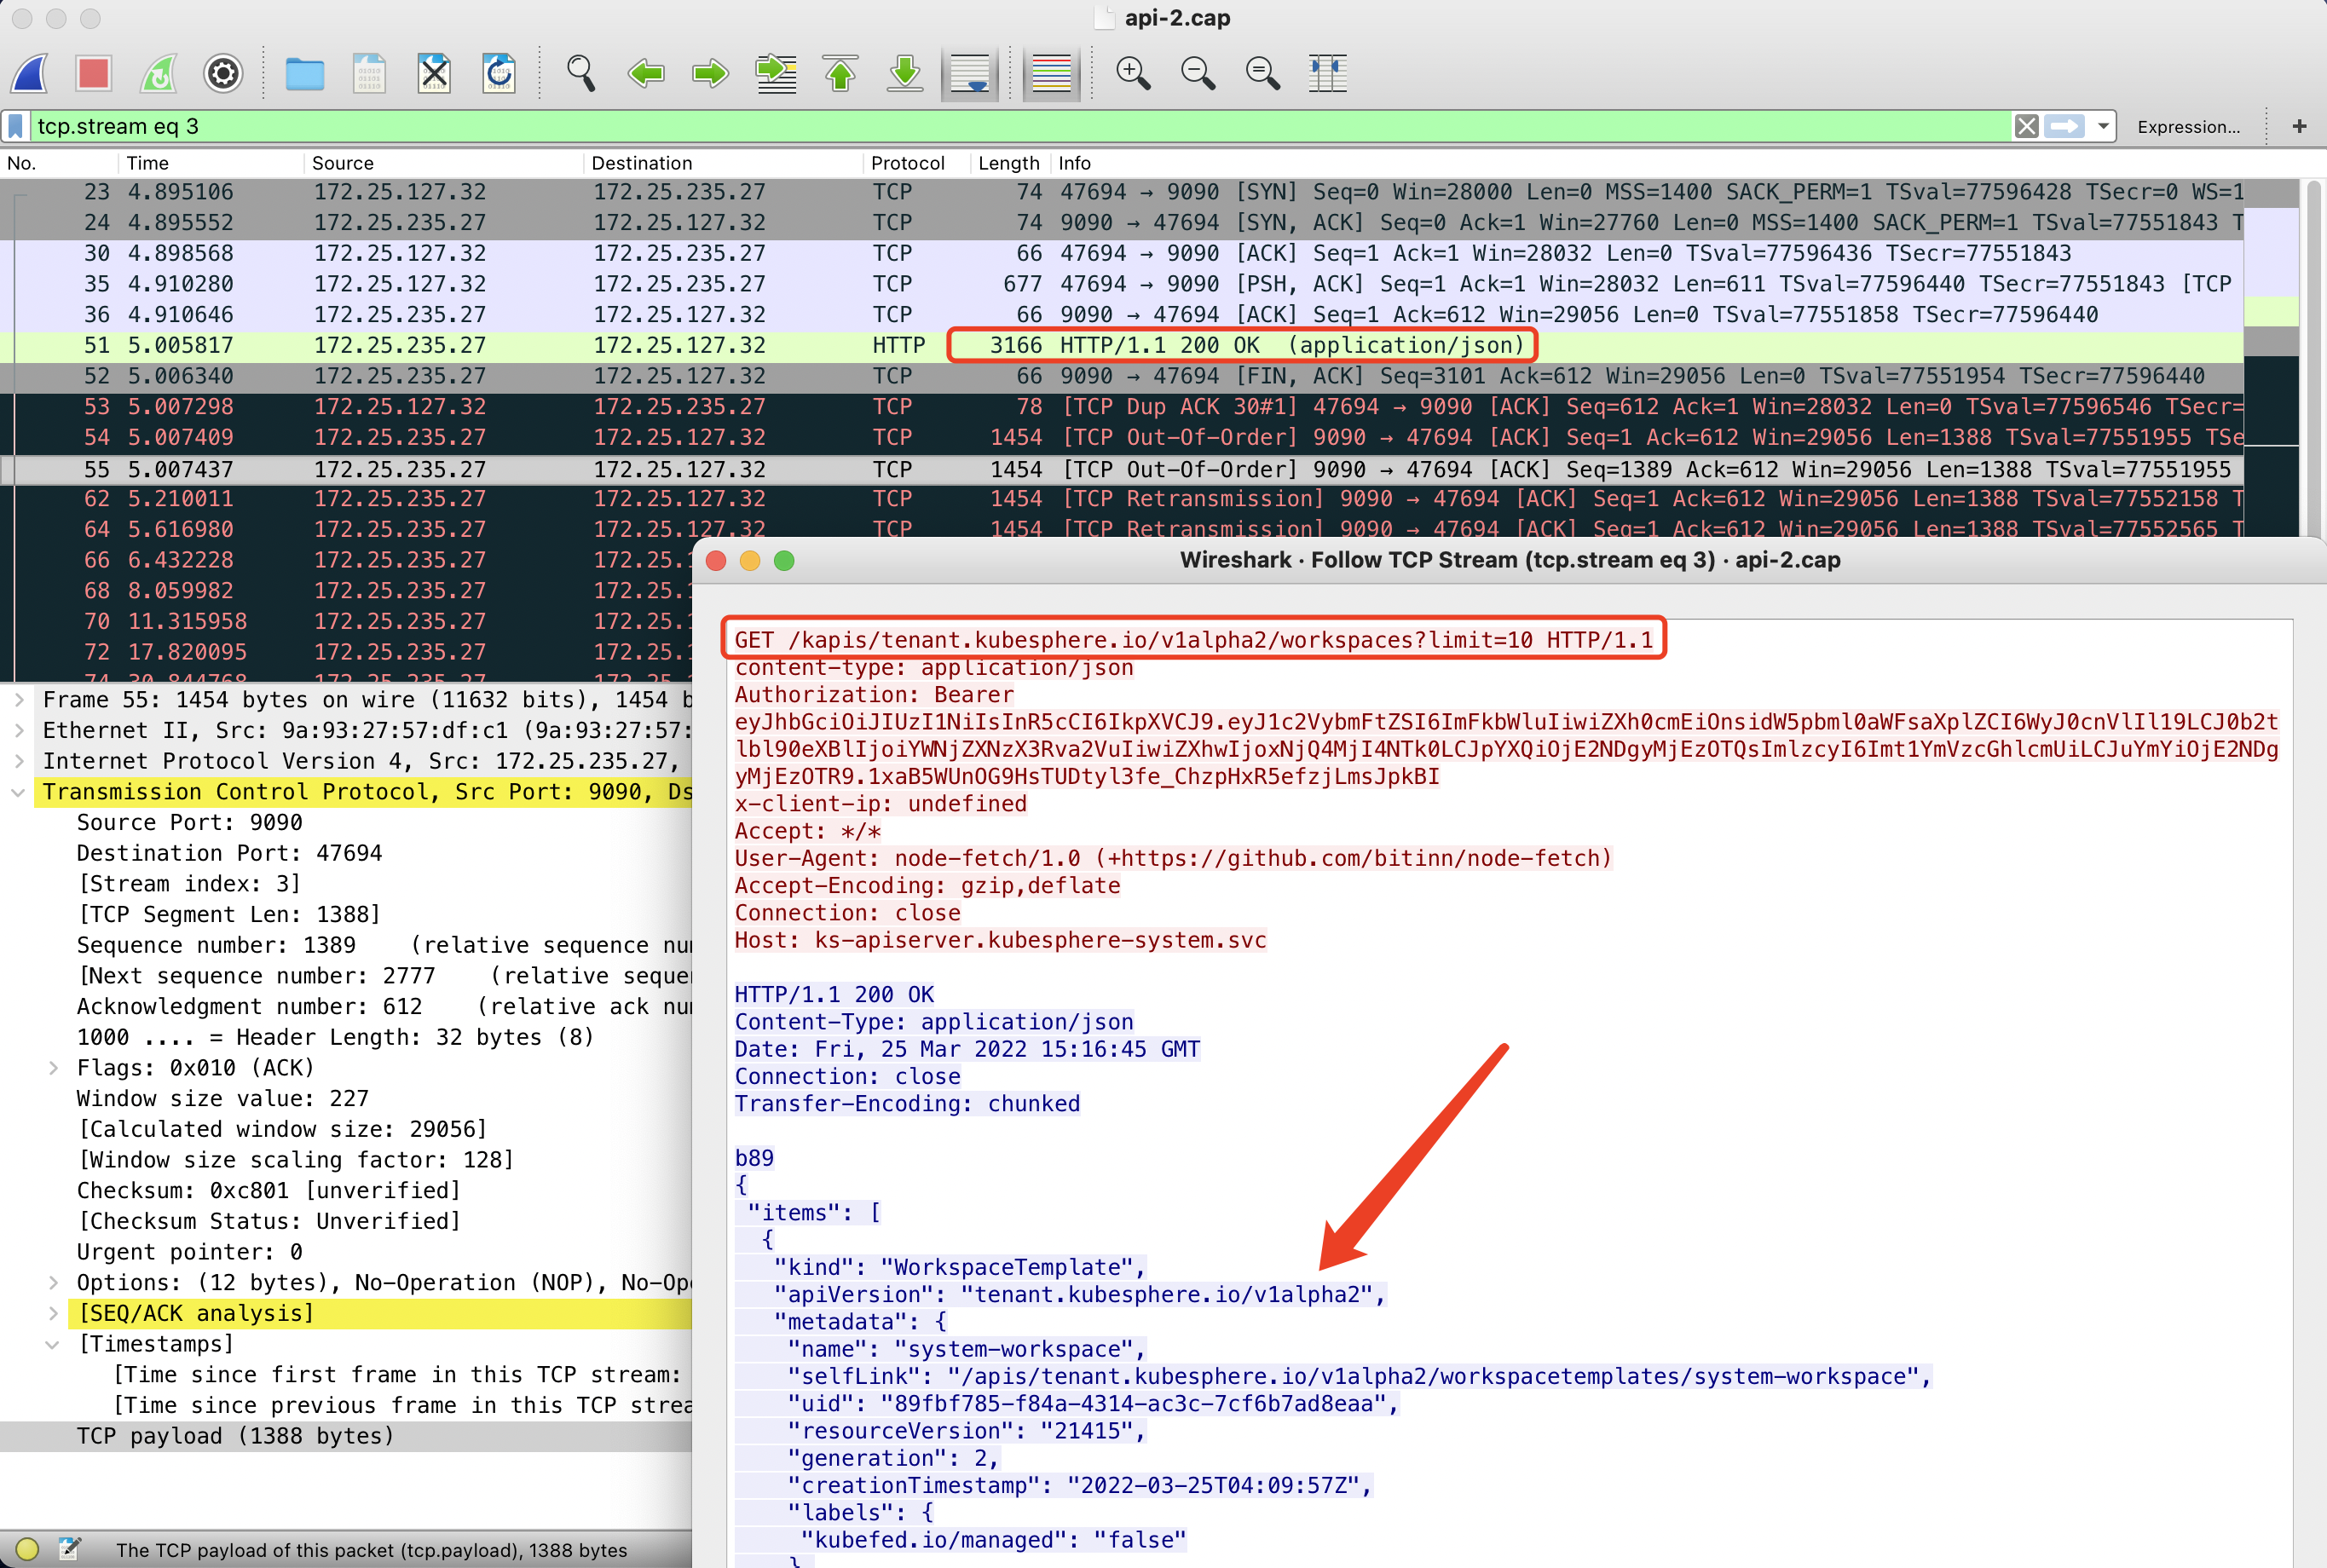 api-2.cap
tcp.stream eq 3
Expression...
+
No. Time Source Destination Protocol Length Info
23 4.895106 172.25.127.32 172.25.235.27 TCP 74 47694 → 9090 [SYN] Seq=0 Win=28000 Len=0 MSS=1400 SACK_PERM=1 TSval=77596428 TSecr=0 WS=1
24 4.895552 172.25.235.27 172.25.127.32 TCP 74 9090 → 47694 [SYN, ACK] Seq=0 Ack=1 Win=27760 Len=0 MSS=1400 SACK_PERM=1 TSval=77551843 T
30 4.898568 172.25.127.32 172.25.235.27 TCP 66 47694 → 9090 [ACK] Seq=1 Ack=1 Win=28032 Len=0 TSval=77596436 TSecr=77551843
35 4.910280 172.25.127.32 172.25.235.27 TCP 677 47694 → 9090 [PSH, ACK] Seq=1 Ack=1 Win=28032 Len=611 TSval=77596440 TSecr=77551843 [TCP
36 4.910646 172.25.235.27 172.25.127.32 TCP 66 9090 → 47694 [ACK] Seq=1 Ack=612 Win=29056 Len=0 TSval=77551858 TSecr=77596440
51 5.005817 172.25.235.27 172.25.127.32 HTTP 3166 HTTP/1.1 200 OK (application/json)
52 5.006340 172.25.235.27 172.25.127.32 TCP 66 9090 → 47694 [FIN, ACK] Seq=3101 Ack=612 Win=29056 Len=0 TSval=77551954 TSecr=77596440
53 5.007298 172.25.127.32 172.25.235.27 TCP 78 [TCP Dup ACK 30#1] 47694 → 9090 [ACK] Seq=612 Ack=1 Win=28032 Len=0 TSval=77596546 TSecr=
54 5.007409 172.25.235.27 172.25.127.32 TCP 1454 [TCP Out-Of-Order] 9090 → 47694 [ACK] Seq=1 Ack=612 Win=29056 Len=1388 TSval=77551955 TSe
55 5.007437 172.25.235.27 172.25.127.32 TCP 1454 [TCP Out-Of-Order] 9090 → 47694 [ACK] Seq=1389 Ack=612 Win=29056 Len=1388 TSval=77551955
62 5.210011 172.25.235.27 172.25.127.32 TCP 1454 [TCP Retransmission] 9090 → 47694 [ACK] Seq=1 Ack=612 Win=29056 Len=1388 TSval=77552158 T
64 5.616980 172.25.235.27 172.25.127.32 TCP 1454 [TCP Retransmission] 9090 → 47694 [ACK] Seq=1 Ack=612 Win=29056 Len=1388 TSval=77552565 T
66 6.432228 172.25.235.27 172.25.1
68 8.059982 172.25.235.27 172.25.1
70 11.315958 172.25.235.27 172.25.1
72 17.820095 172.25.235.27 172.25.1
74 30.844768 172.25.235.27 172.25.1
Frame 55: 1454 bytes on wire (11632 bits), 1454 b
Ethernet II, Src: 9a:93:27:57:df:c1 (9a:93:27:57:
Internet Protocol Version 4, Src: 172.25.235.27,
Transmission Control Protocol, Src Port: 9090, Ds
Source Port: 9090
Destination Port: 47694
[Stream index: 3]
[TCP Segment Len: 1388]
Sequence number: 1389 (relative sequence nu
[Next sequence number: 2777 (relative seque
Acknowledgment number: 612 (relative ack nu
1000 .... = Header Length: 32 bytes (8)
Flags: 0x010 (ACK)
Window size value: 227
[Calculated window size: 29056]
[Window size scaling factor: 128]
Checksum: 0xc801 [unverified]
[Checksum Status: Unverified]
Urgent pointer: 0
Options: (12 bytes), No-Operation (NOP), No-Ope
[SEQ/ACK analysis]
[Timestamps]
[Time since first frame in this TCP stream:
[Time since previous frame in this TCP strea
TCP payload (1388 bytes)
The TCP payload of this packet (tcp.payload), 1388 bytes
Wireshark · Follow TCP Stream (tcp.stream eq 3) · api-2.cap
GET /kapis/tenant.kubesphere.io/v1alpha2/workspaces?limit=10 HTTP/1.1
content-type: application/json
Authorization: Bearer
eyJhbGciOiJIUzI1NiIsInR5cCI6IkpXVCJ9.eyJ1c2VybmFtZSI6ImFkbWluIiwiZXh0cmEiOnsidW5pbml0aWFsaXplZCI6WyJ0cnVlIl19LCJ0b2t
lbl90eXBlIjoiYWNjZXNzX3Rva2VuIiwiZXhwIjoxNjQ4MjI4NTk0LCJpYXQiOjE2NDgyMjEzOTQsImlzcyI6Imt1YmVzcGhlcmUiLCJuYmYiOjE2NDg
yMjEzOTR9.1xaB5WUnOG9HsTUDtyl3fe_ChzpHxR5efzjLmsJpkBI
x-client-ip: undefined
Accept: */*
User-Agent: node-fetch/1.0 (+https://github.com/bitinn/node-fetch)
Accept-Encoding: gzip,deflate
Connection: close
Host: ks-apiserver.kubesphere-system.svc
HTTP/1.1 200 OK
Content-Type: application/json
Date: Fri, 25 Mar 2022 15:16:45 GMT
Connection: close
Transfer-Encoding: chunked
b89
{
"items": [
{
"kind": "WorkspaceTemplate",
"apiVersion": "tenant.kubesphere.io/v1alpha2",
"metadata": {
"name": "system-workspace",
"selfLink": "/apis/tenant.kubesphere.io/v1alpha2/workspacetemplates/system-workspace",
"uid": "89fbf785-f84a-4314-ac3c-7cf6b7ad8eaa",
"resourceVersion": "21415",
"generation": 2,
"creationTimestamp": "2022-03-25T04:09:57Z",
"labels": {
"kubefed.io/managed": "false"
}